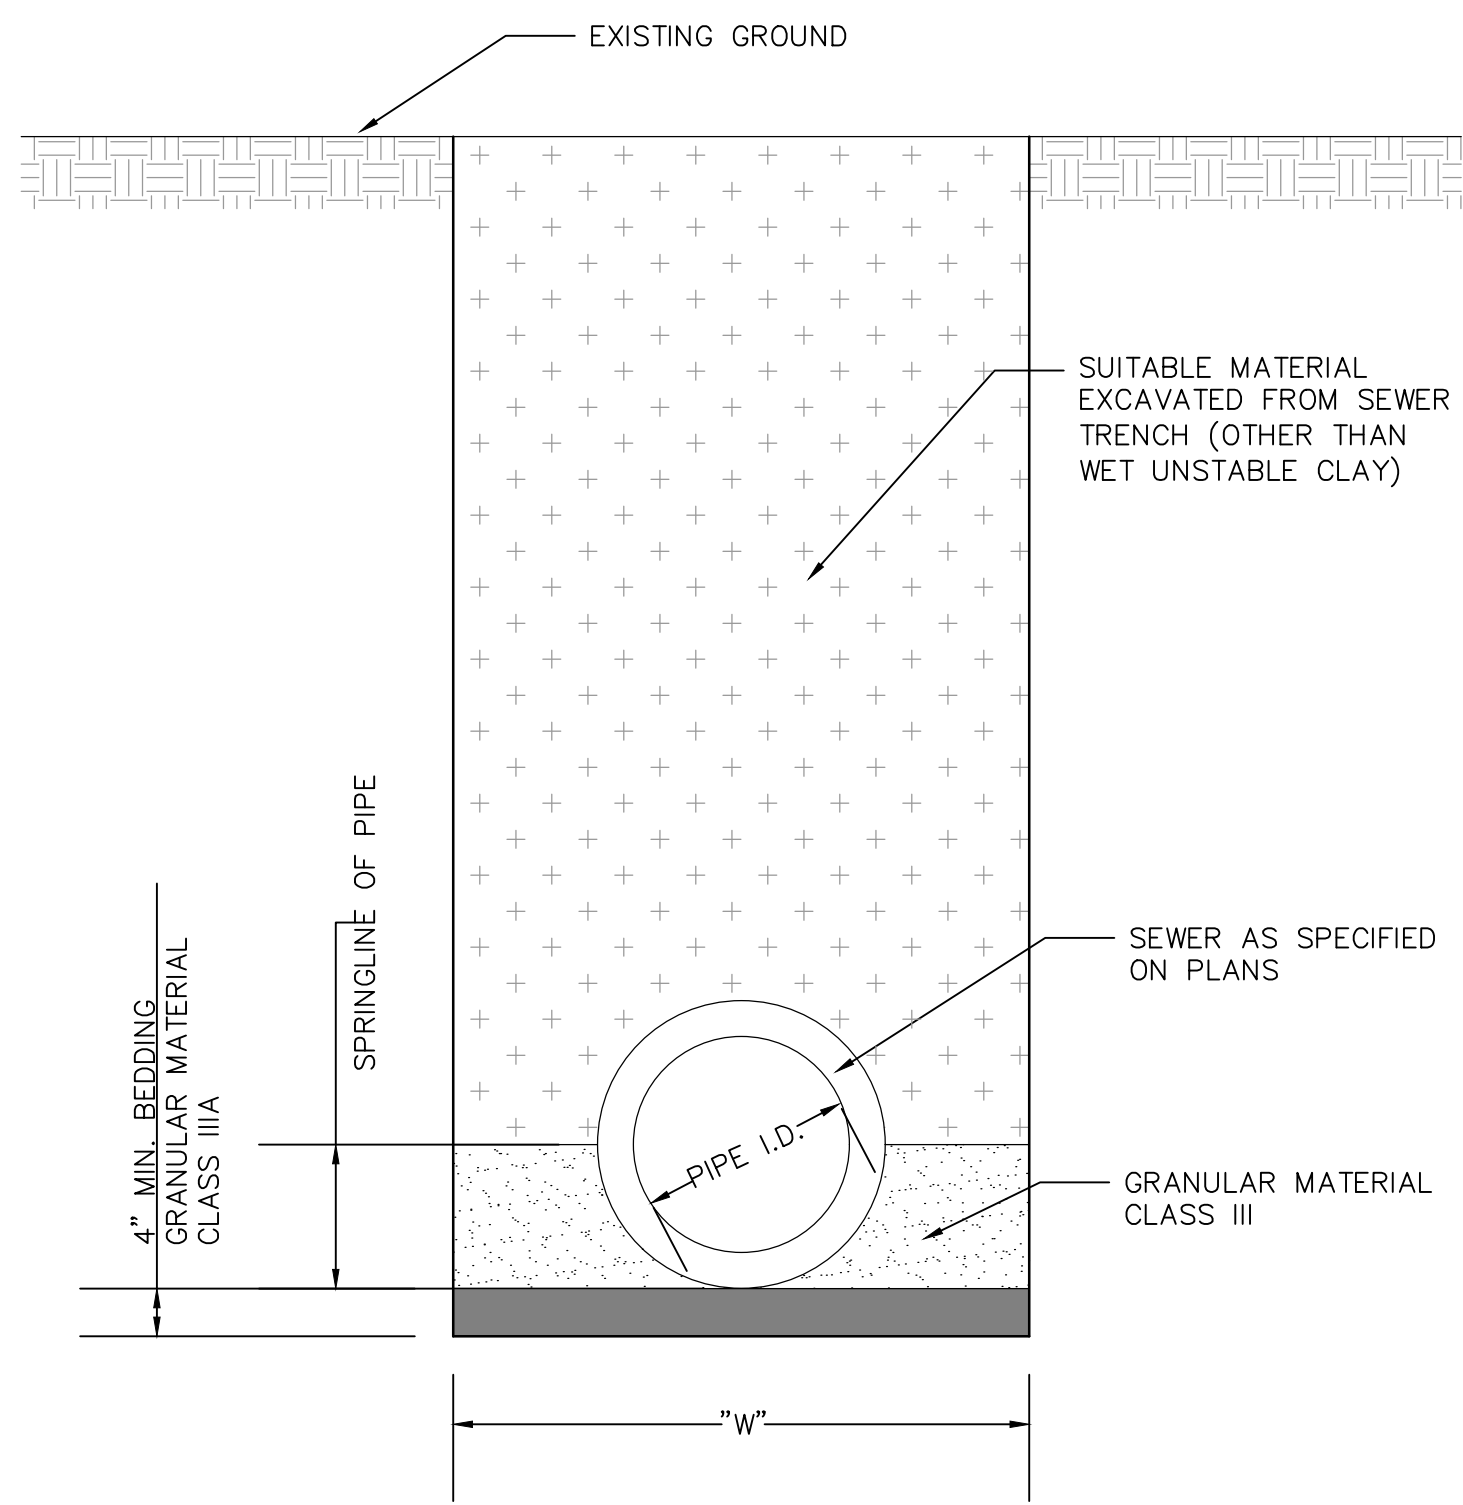 EXISTING GROUND
SUITABLE MATERIAL
EXCAVATED FROM SEWER
TRENCH (OTHER THAN
WET UNSTABLE CLAY)
SPRINGLINE OF PIPE
4" MIN. BEDDING
GRANULAR MATERIAL
CLASS IIIA
SEWER AS SPECIFIED
ON PLANS
PIPE I.D.
GRANULAR MATERIAL
CLASS III
"W"